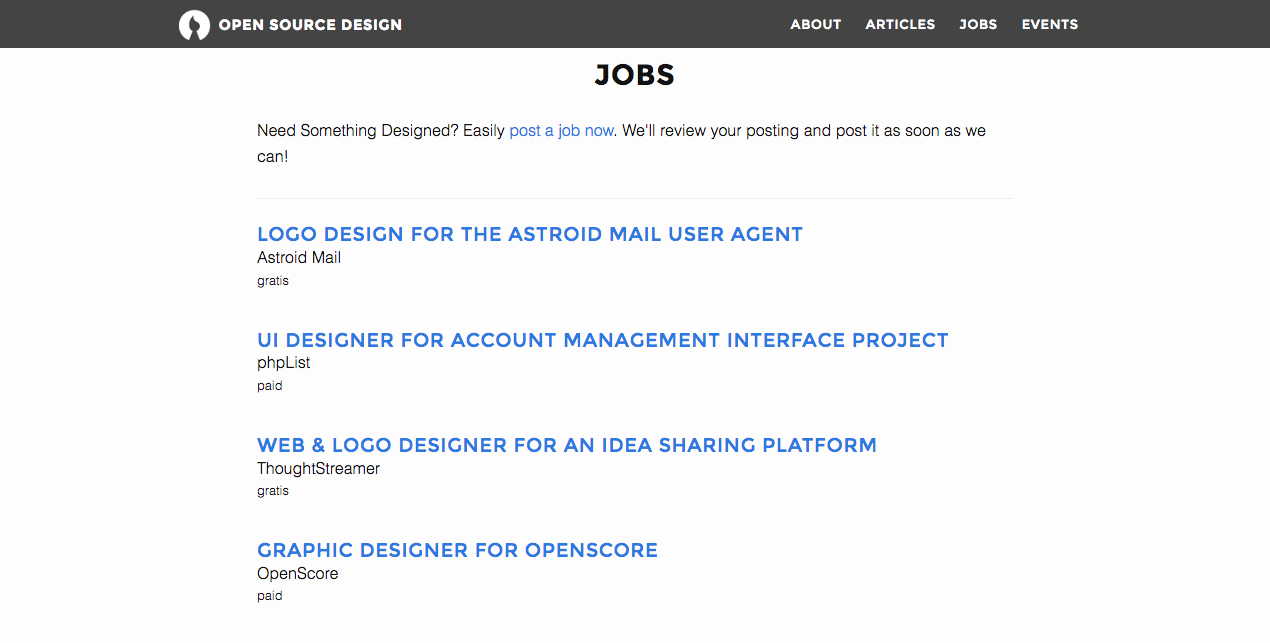 OPEN SOURCE DESIGN
ABOUT ARTICLES JOBS EVENTS
JOBS
Need Something Designed? Easily post a job now. We'll review your posting and post it as soon as we
can!
LOGO DESIGN FOR THE ASTROID MAIL USER AGENT
Astroid Mail
gratis
UI DESIGNER FOR ACCOUNT MANAGEMENT INTERFACE PROJECT
phpList
paid
WEB & LOGO DESIGNER FOR AN IDEA SHARING PLATFORM
ThoughtStreamer
gratis
GRAPHIC DESIGNER FOR OPENSCORE
OpenScore
paid